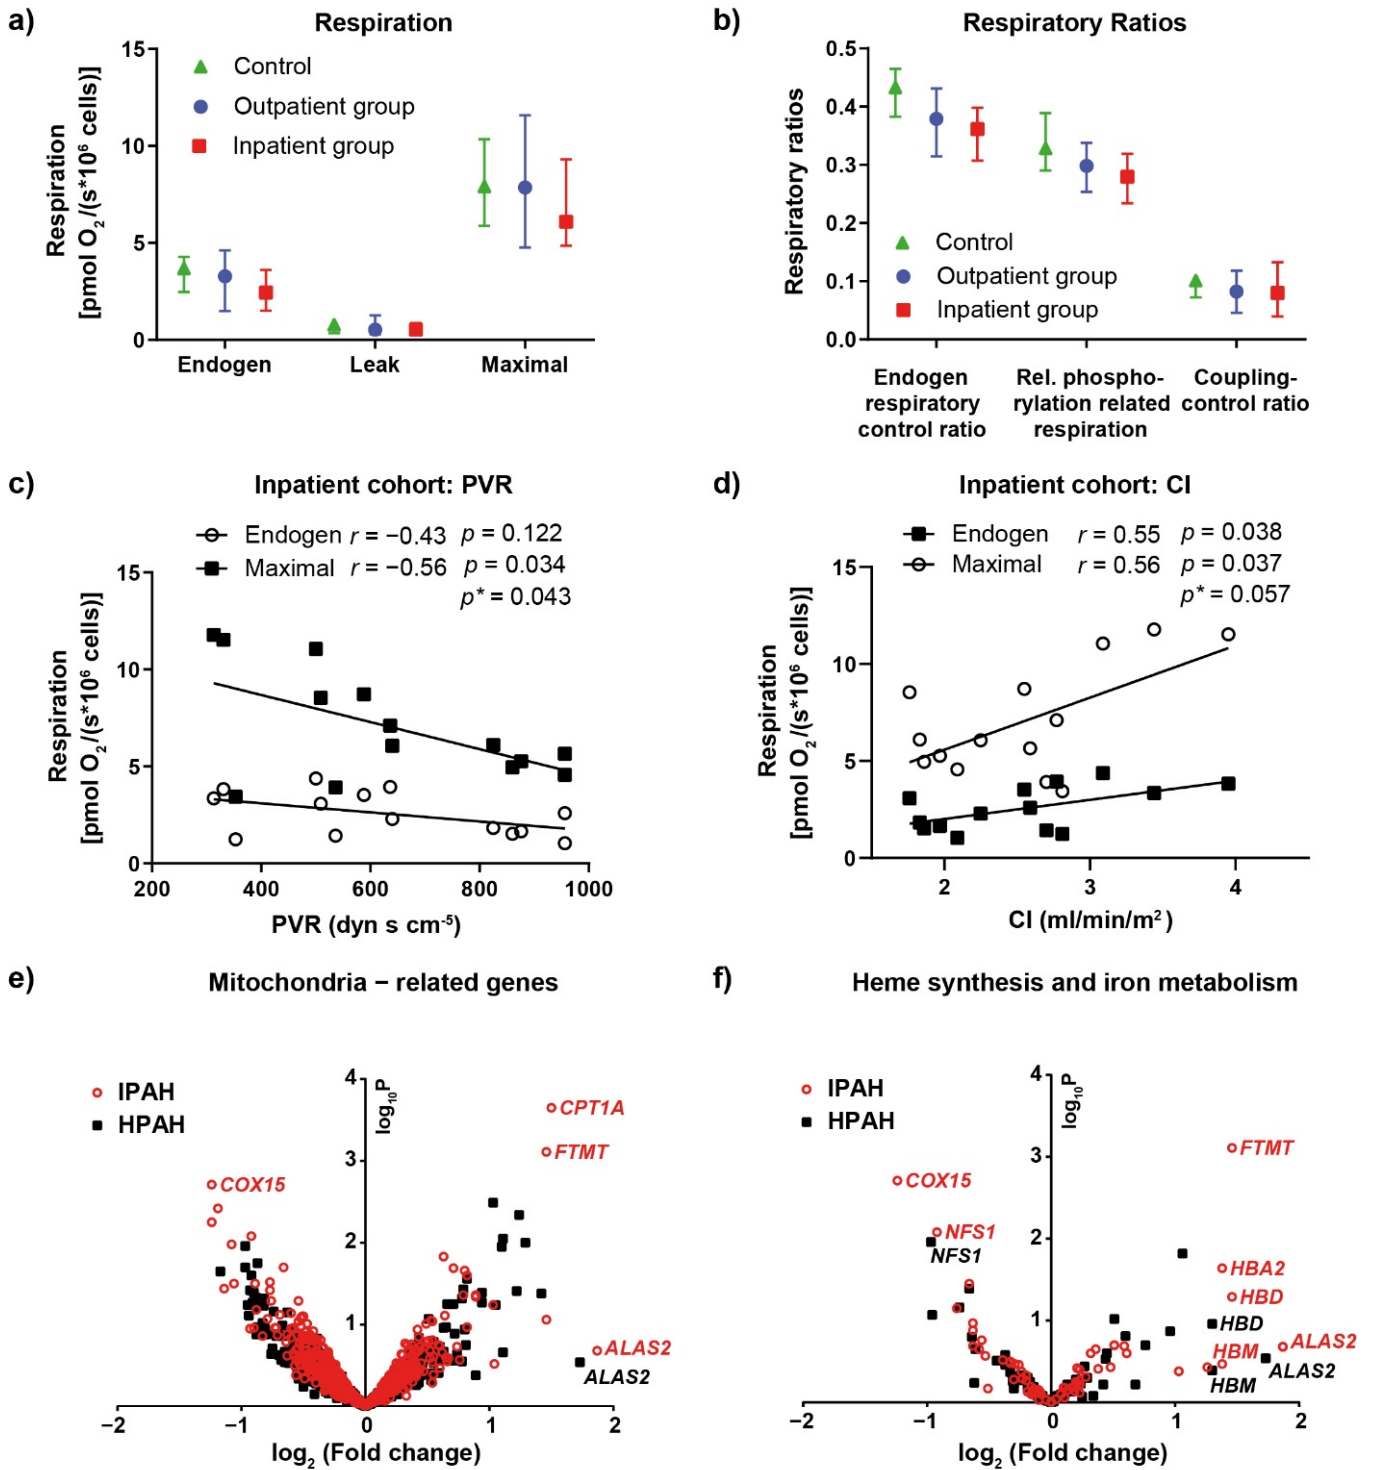 a)
Respiration
Respiration
[pmol O2/(s*10⁶ cells)]
15
10
5
0
Control
Outpatient group
Inpatient group
Endogen
Leak
Maximal
b)
Respiratory Ratios
Respiratory ratios
0.5
0.4
0.3
0.2
0.1
0.0
Control
Outpatient group
Inpatient group
Endogen
respiratory
control ratio
Rel. phospho-
rylation related
respiration
Coupling-
control ratio
c)
Inpatient cohort: PVR
Endogen r = −0.43 p = 0.122
Maximal r = −0.56 p = 0.034
p* = 0.043
Respiration
[pmol O2/(s*10⁶ cells)]
15
10
5
0
200
400
600
800
1000
PVR (dyn s cm-5)
d)
Inpatient cohort: CI
Endogen r = 0.55 p = 0.038
Maximal r = 0.56 p = 0.037
p* = 0.057
Respiration
[pmol O2/(s*10⁶ cells)]
15
10
5
0
2
3
4
CI (ml/min/m²)
e)
Mitochondria – related genes
IPAH
HPAH
log10P
4
3
2
1
CPT1A
FTMT
COX15
ALAS2
ALAS2
−2
−1
0
1
2
log2 (Fold change)
f)
Heme synthesis and iron metabolism
IPAH
HPAH
log10P
4
3
2
1
FTMT
COX15
NFS1
NFS1
HBA2
HBD
HBD
HBM
ALAS2
ALAS2
HBM
−2
−1
0
1
2
log2 (Fold change)